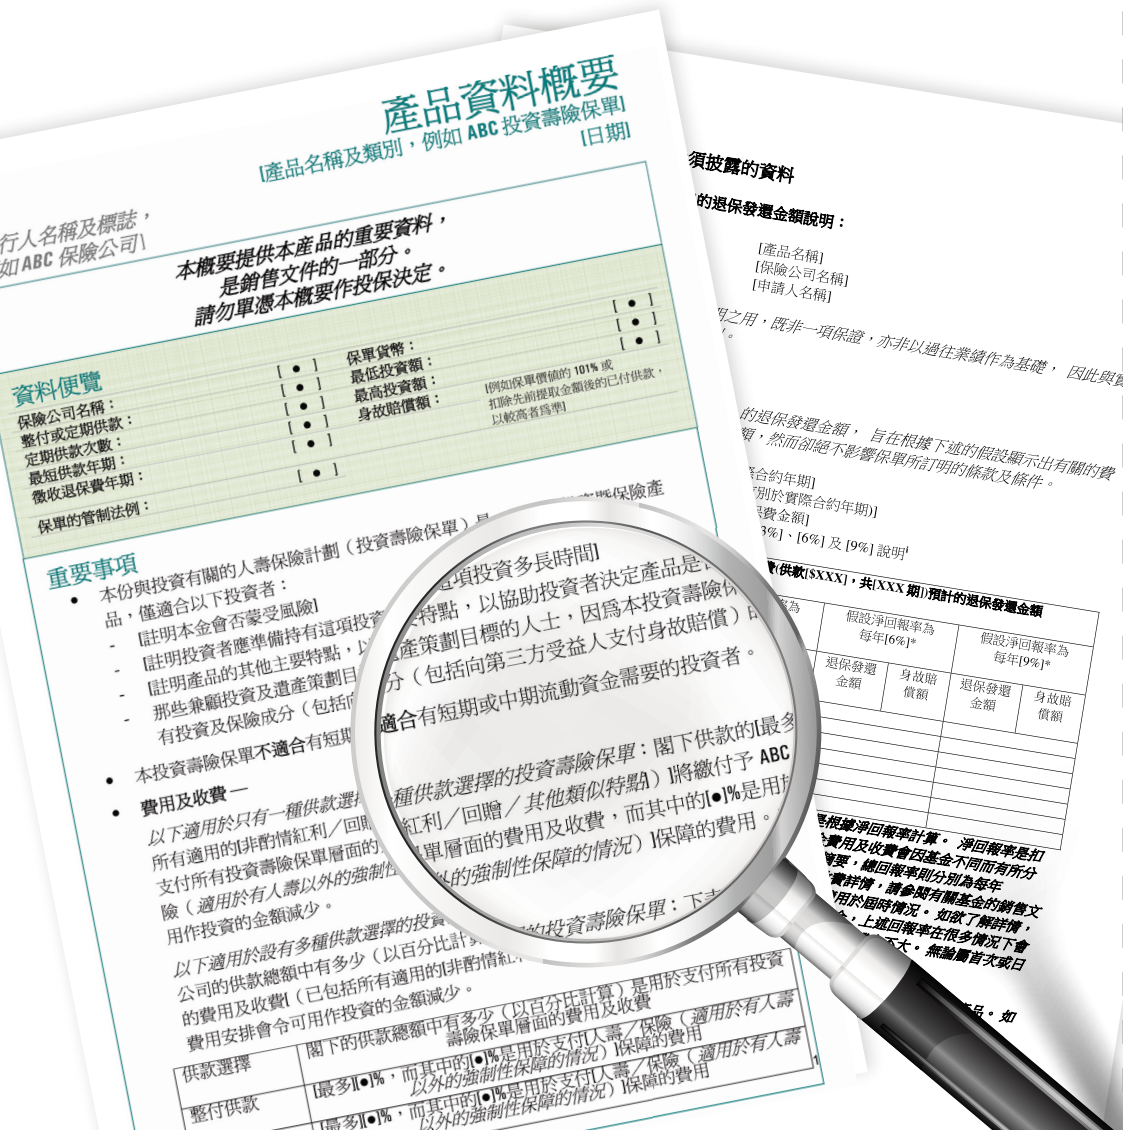 產品資料概要
[產品名稱及類別，例如 ABC 投資壽險保單]
[日期]
行人名稱及標誌，
如 ABC 保險公司]
本概要提供本產品的重要資料，
是銷售文件的一部分。
請勿單憑本概要作投保決定。
資料便覽
保險公司名稱： [ ● ]
整付或定期供款： [ ● ]
定期供款次數： [ ● ]
最短供款年期： [ ● ]
徵收退保費年期： [ ● ]
保單的管制法例： [ ● ]
保單貨幣： [ ● ]
最低投資額： [ ● ]
最高投資額： [ ● ]
身故賠償額： [例如保單價值的 101% 或
扣除先前提取金額後的已付供款，
以較高者為準]
重要事項
● 本份與投資有關的人壽保險計劃（投資壽險保單）是 保險產
品，僅適合以下投資者：
- [註明本金會否蒙受風險]
- [註明投資者應準備持有這項投資
- [註明產品的其他主要特點，以
- 那些兼顧投資及遺產策劃目
有投資及保險成分（包括向
● 本投資壽險保單不適合有短期
● 費用及收費 —
以下適用於只有一種供款選擇
所有適用的[非酌情紅利／回贈
支付所有投資壽險保單層面的
險（適用於有人壽以外的強制性
用作投資的金額減少。
以下適用於設有多種供款選擇的投資
公司的供款總額中有多少（以百分比計算
的費用及收費[（已包括所有適用的[非酌情紅
費用安排會令可用作投資的金額減少。
這項投資多長時間]
特點，以協助投資者決定產品是否
產策劃目標的人士，因為本投資壽險保
分（包括向第三方受益人支付身故賠償）的
適合有短期或中期流動資金需要的投資者。
種供款選擇的投資壽險保單：閣下供款的[最多
紅利／回贈／其他類似特點）]將繳付予 ABC
單層面的費用及收費，而其中的[●]%是用於
外的強制性保障的情況）]保障的費用。
的投資壽險保單：下表
供款選擇
閣下的供款總額中有多少（以百分比計算）是用於支付所有投資
壽險保單層面的費用及收費
整付供款
[最多][●]%，而其中的[●]%是用於支付[人壽／保險（適用於有人壽
以外的強制性保障的情況）]保障的費用
[最多][●]%，而其中的[●]%是用於支付[人壽／保險（適用於有人壽
以外的強制性保障的情況）]保障的費用
1
須披露的資料
的退保發還金額說明：
[產品名稱]
[保險公司名稱]
[申請人名稱]
明之用，既非一項保證，亦非以過往業績作為基礎， 因此與實
的退保發還金額， 旨在根據下述的假設顯示出有關的費
額，然而卻絕不影響保單所訂明的條款及條件。
合約年期]
別於實際合約年期)]
費金額]
3%]、[6%] 及 [9%] 說明
費(供款[$XXX]，共[XXX 期])預計的退保發還金額
為
假設淨回報率為
每年[6%]*
假設淨回報率為
每年[9%]*
退保發還
金額
身故賠
償額
退保發還
金額
身故賠
償額
是根據淨回報率計算。 淨回報率是扣
費用及收費會因基金不同而有所分
摘要，總回報率則分別為每年
費詳情，請參閱有關基金的銷售文
用於屆時情況。 如欲了解詳情，
上述回報率在很多情況下會
不大。 無論屬首次或日
品。 如